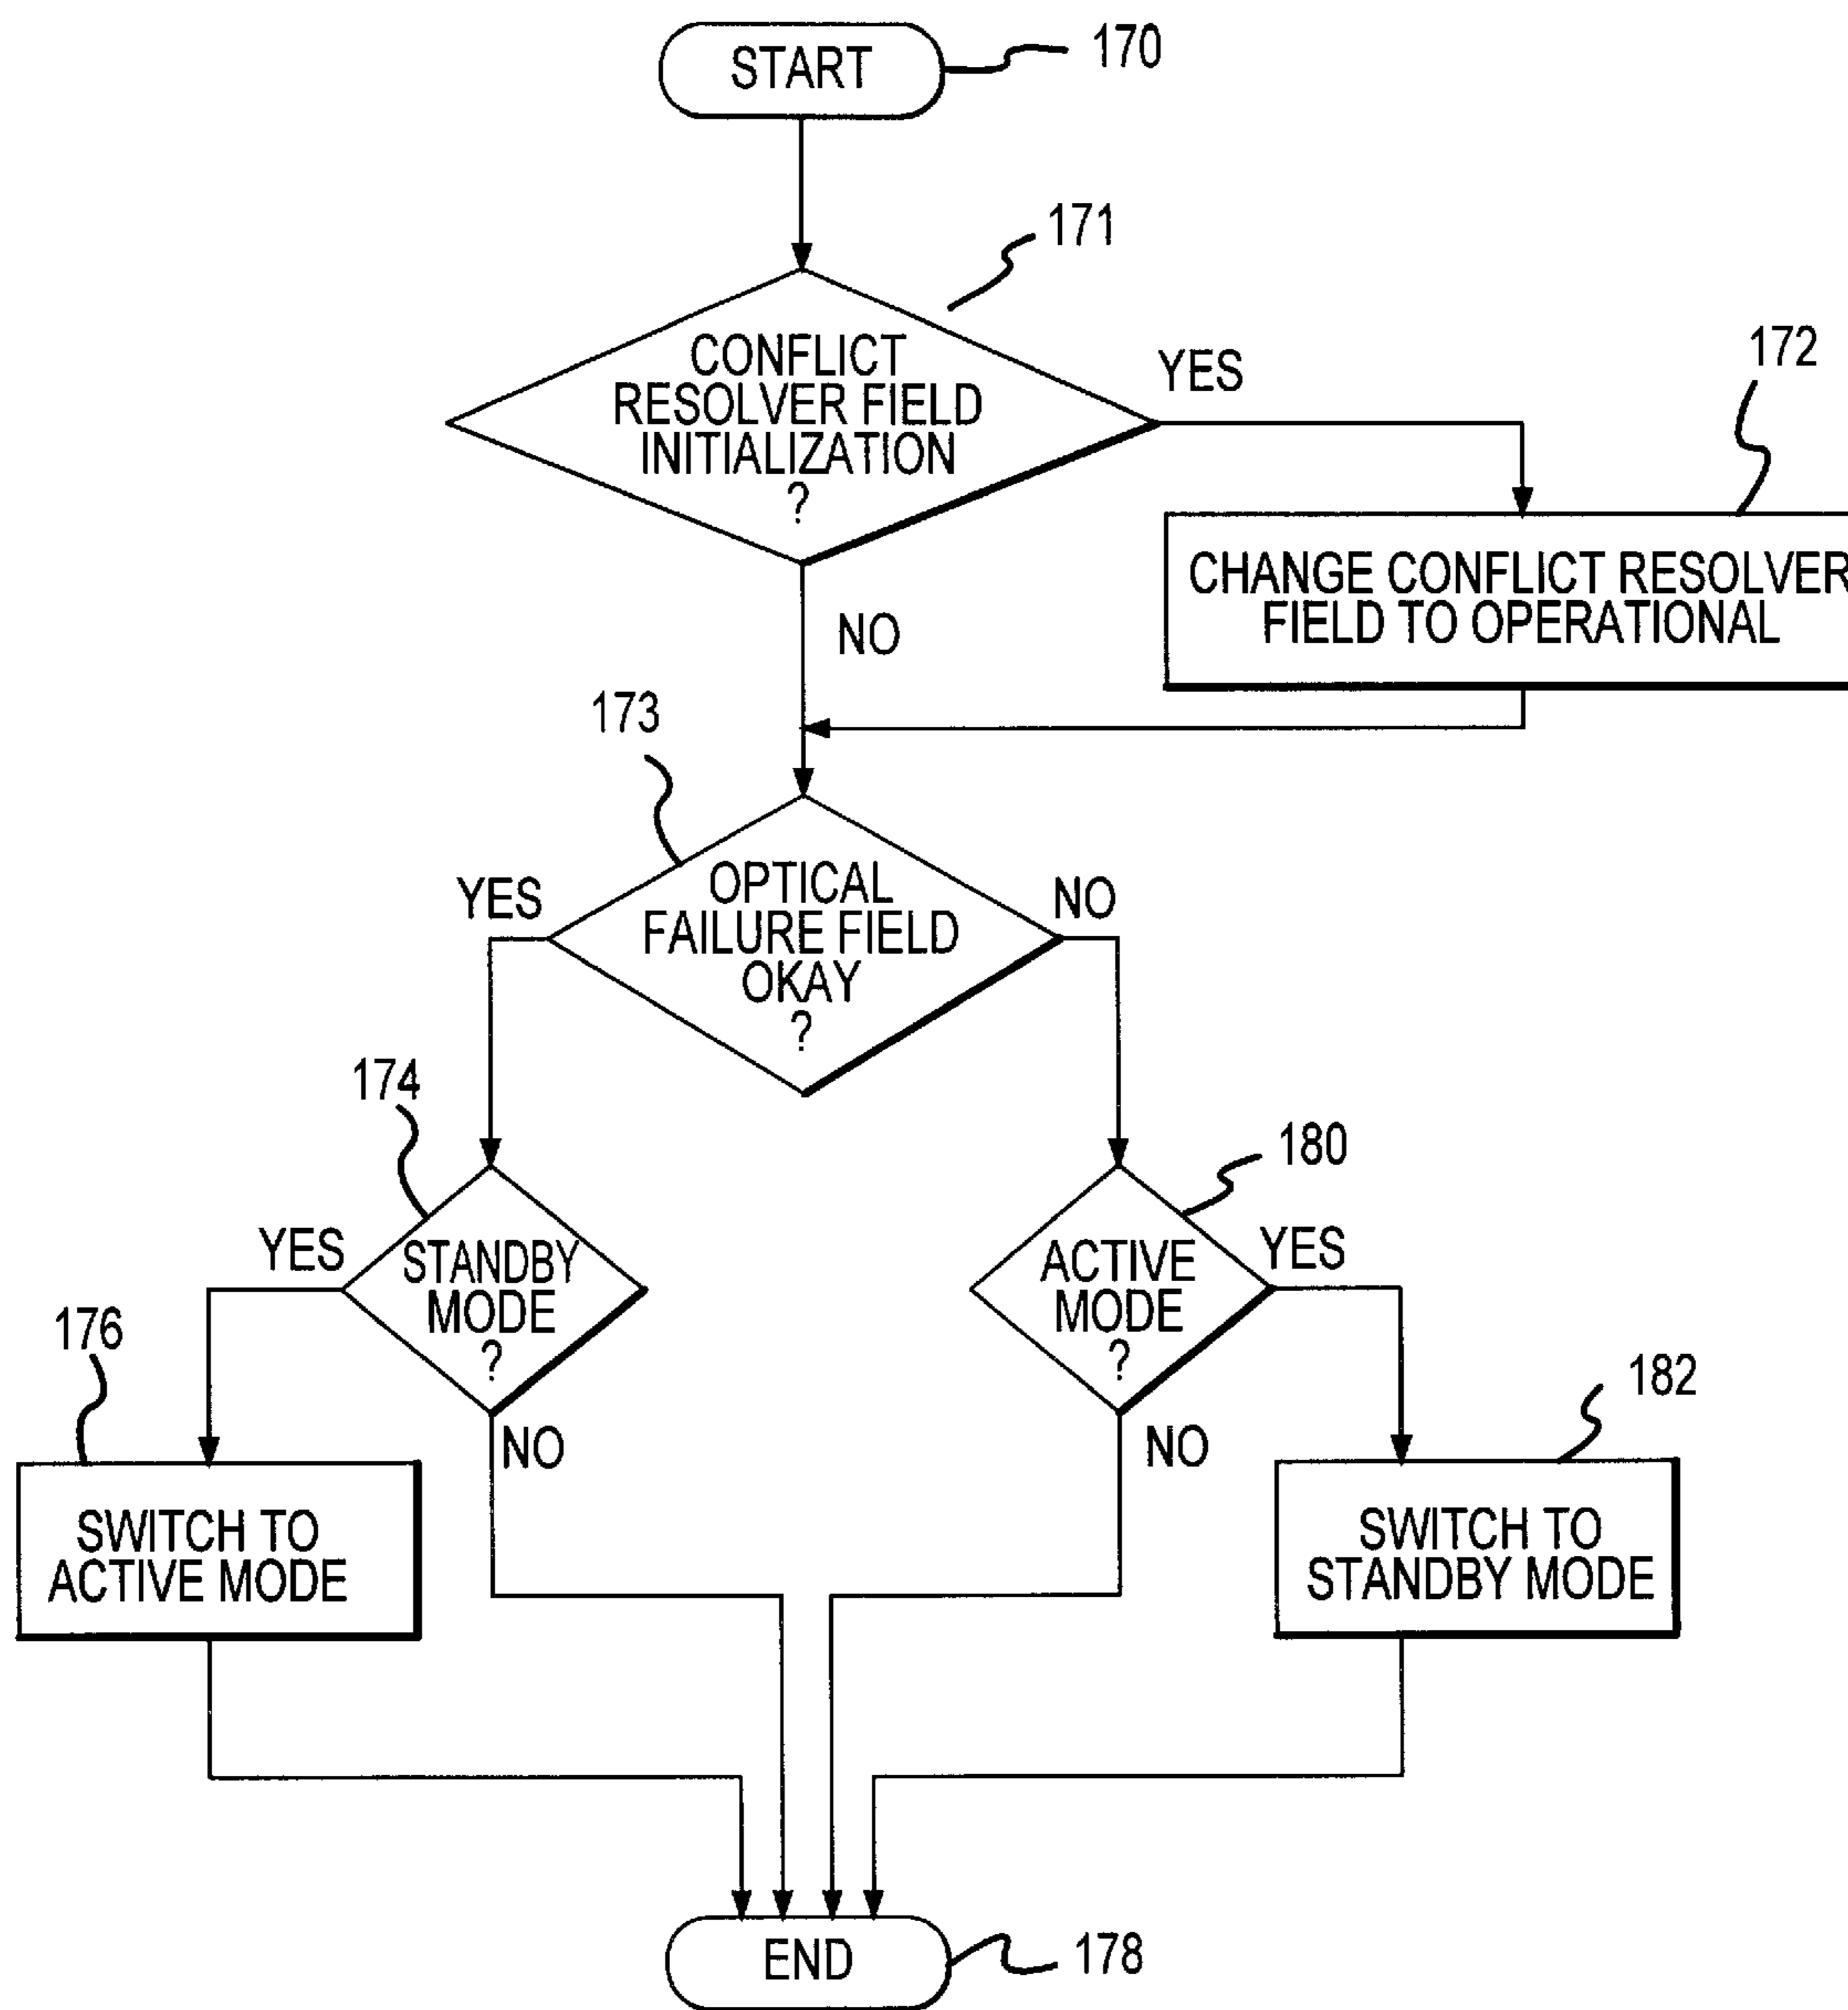 START
170
171
CONFLICT
RESOLVER FIELD
INITIALIZATION
?
YES
172
CHANGE CONFLICT RESOLVER
FIELD TO OPERATIONAL
NO
173
OPTICAL
FAILURE FIELD
OKAY
?
YES
NO
174
180
STANDBY
MODE
?
YES
ACTIVE
MODE
?
YES
176
182
NO
NO
SWITCH TO
ACTIVE MODE
SWITCH TO
STANDBY MODE
END
178